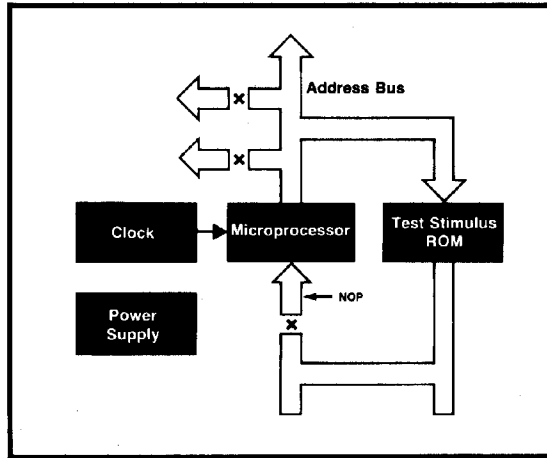 Address Bus
Clock
Microprocessor
Test Stimulus
ROM
NOP
Power
Supply